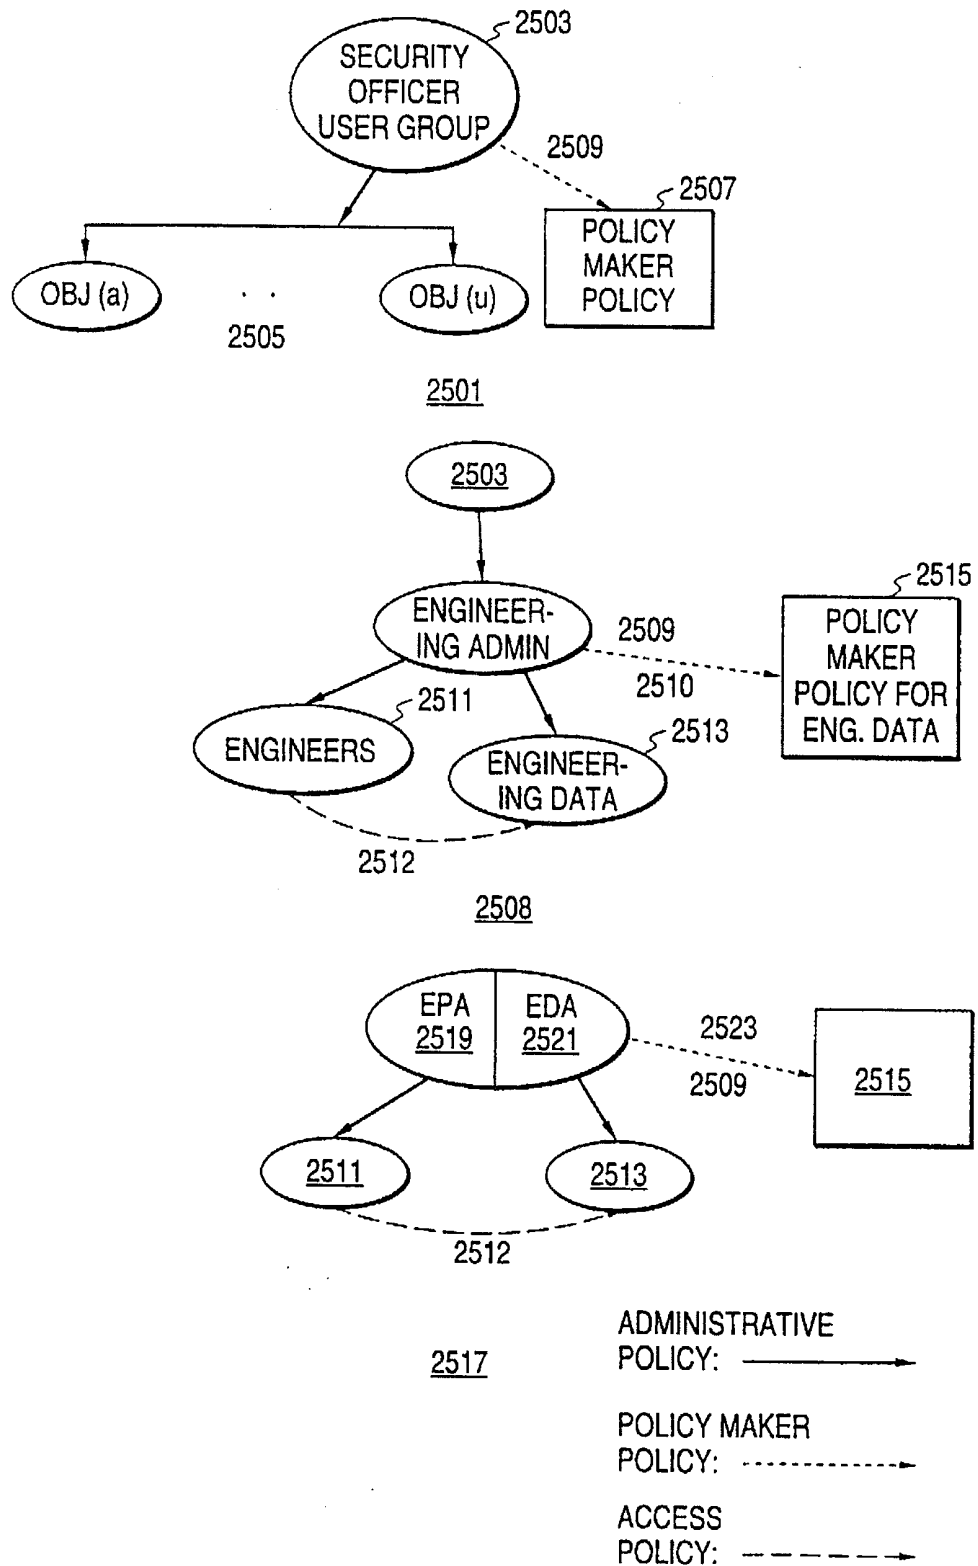 2503
SECURITY
OFFICER
USER GROUP
2509
2507
POLICY
MAKER
POLICY
OBJ (a)
. .
OBJ (u)
2505
2501
2503
ENGINEER-
ING ADMIN
2509
2510
2515
POLICY
MAKER
POLICY FOR
ENG. DATA
2511
ENGINEERS
2513
ENGINEER-
ING DATA
2512
2508
EPA
2519
EDA
2521
2523
2509
2515
2511
2513
2512
2517
ADMINISTRATIVE
POLICY:
POLICY MAKER
POLICY:
ACCESS
POLICY: